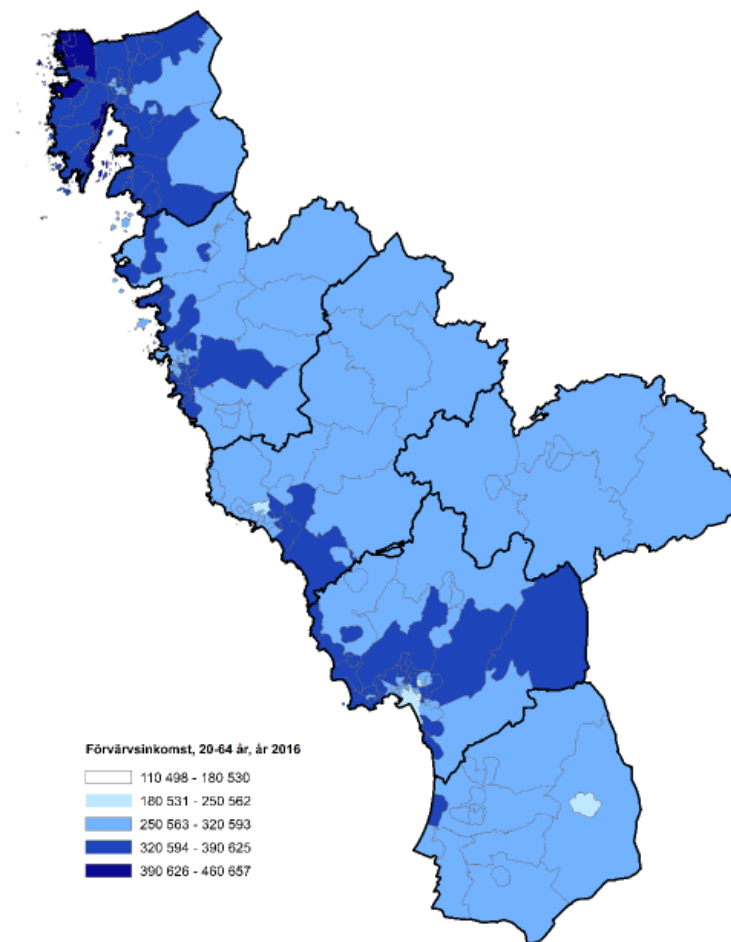 Förvärvsinkomst, 20-64 år, år 2016
110 498 - 180 530
180 531 - 250 562
250 563 - 320 593
320 594 - 390 625
390 626 - 460 657